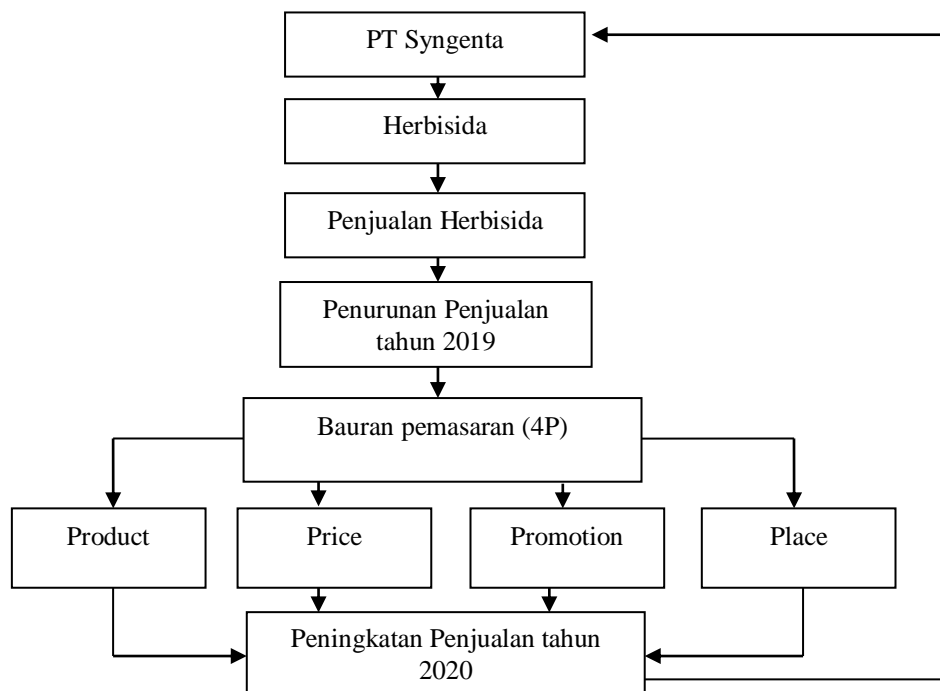 PT Syngenta
Herbisida
Penjualan Herbisida
Penurunan Penjualan
tahun 2019
Bauran pemasaran (4P)
Product
Price
Promotion
Place
Peningkatan Penjualan tahun
2020